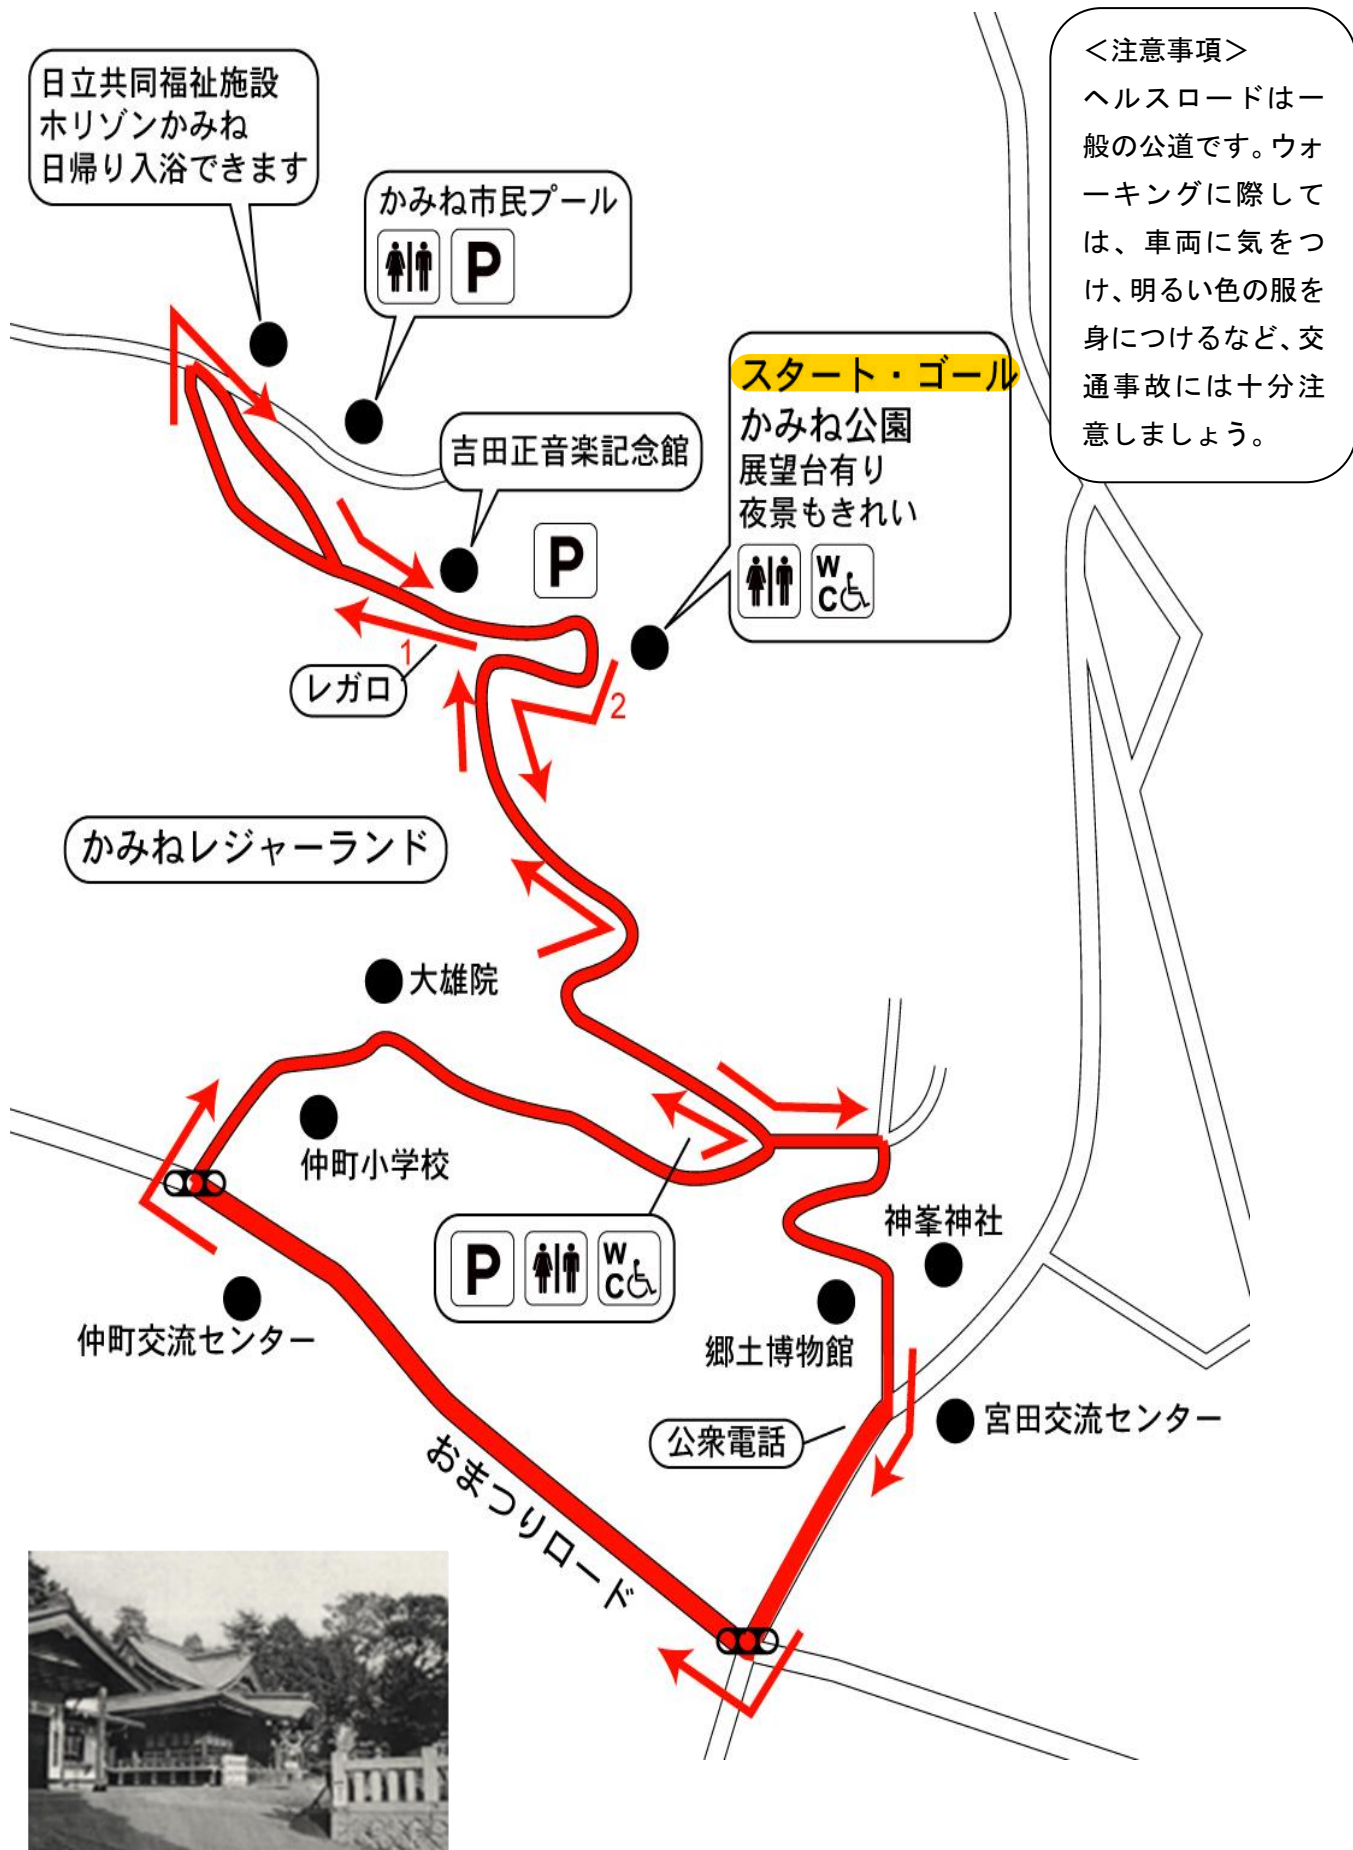 日立共同福祉施設
ホリゾンかみね
日帰り入浴できます
かみね市民プール
P
<注意事項>
ヘルスロードは一
般の公道です。ウォ
ーキングに際して
は、車両に気をつ
け、明るい色の服を
身につけるなど、交
通事故には十分注
意しましょう。
スタート・ゴール
かみね公園
展望台有り
夜景もきれい
WC
吉田正音楽記念館
P
1
レガロ
2
かみねレジャーランド
大雄院
仲町小学校
P
WC
神峯神社
仲町交流センター
郷土博物館
公衆電話
宮田交流センター
おまつりロード